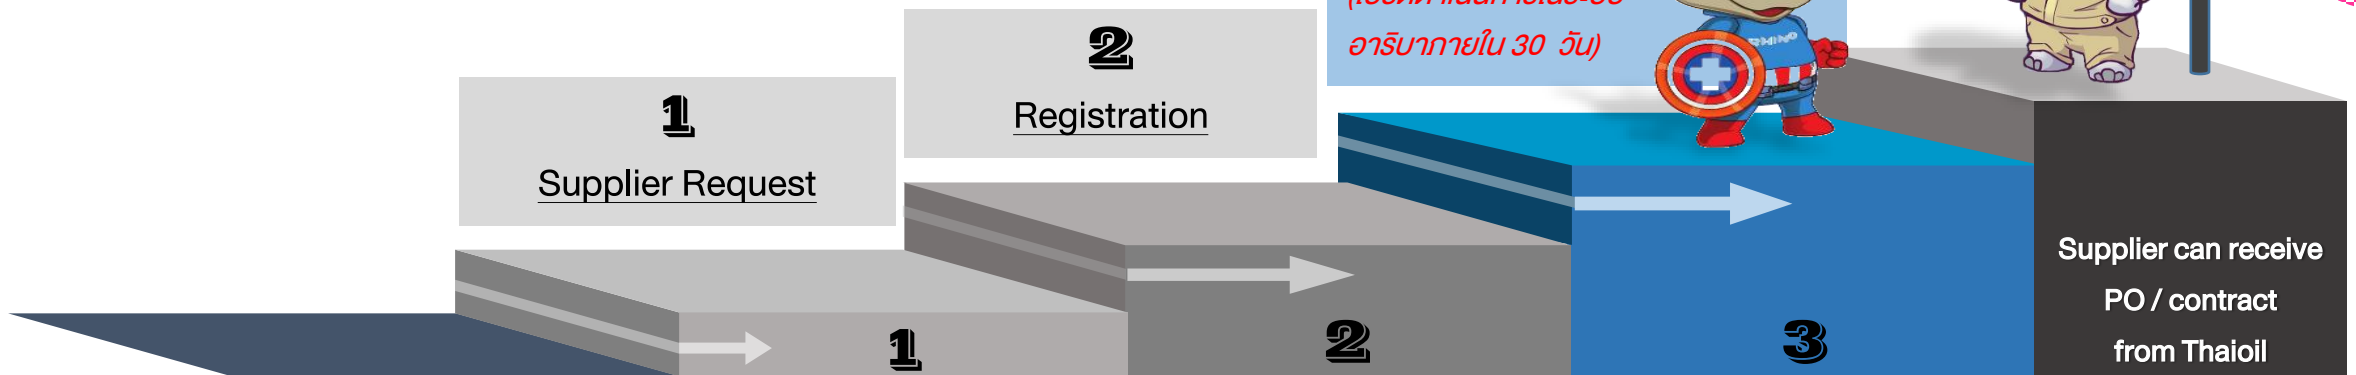 2
อาริบาภายใน 30 วัน)
1
Registration
Supplier Request
RHINO
Supplier can receive
PO / contract
from Thaioil
1
2
3